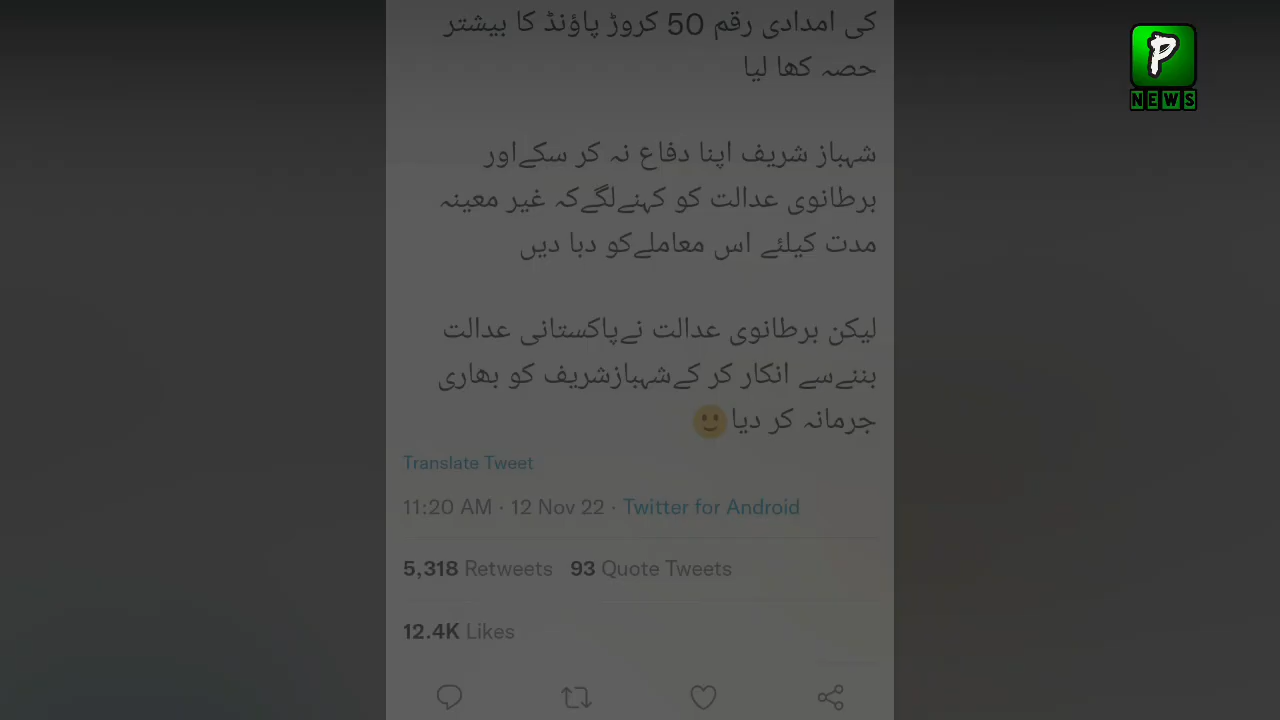 کی امدادی رقم 50 کروڑ پاؤنڈ کا بیشتر
حصہ کھا لیا
شہباز شریف اپنا دفاع نہ کر سکےاور
برطانوی عدالت کو کہنےلگےکہ غیر معینہ
مدت کیلئے اس معاملےکو دبا دیں
لیکن برطانوی عدالت نےپاکستانی عدالت
بننےسے انکار کر کےشہبازشریف کو بھاری
جرمانہ کر دیا🙂
Translate Tweet
11:20 AM · 12 Nov 22 · Twitter for Android
5,318 Retweets 93 Quote Tweets
12.4K Likes
P
NEWS